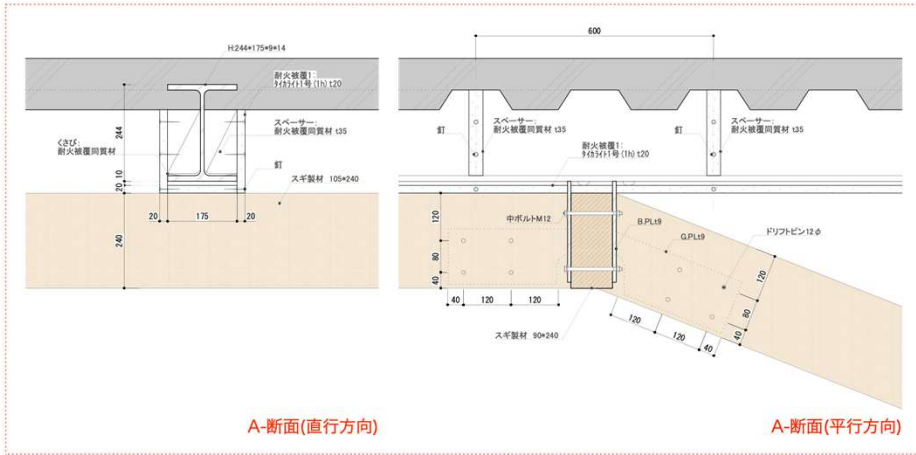 H:244*175*9*14
耐火被覆1:
タイカライト1号(1h) t20
スペーサー:
耐火被覆同質材 t35
くさび:
耐火被覆同質材
釘
スギ製材 105*240
244
10
20
240
20
175
20
A-断面(直行方向)
600
スペーサー:
耐火被覆同質材 t35
スペーサー:
耐火被覆同質材 t35
釘
釘
耐火被覆1:
タイカライト1号(1h) t20
中ボルトM12
B.PLt9
G.PLt9
ドリフトピン12φ
120
80
40
40
120
120
120
80
40
120
120
40
スギ製材 90*240
A-断面(平行方向)